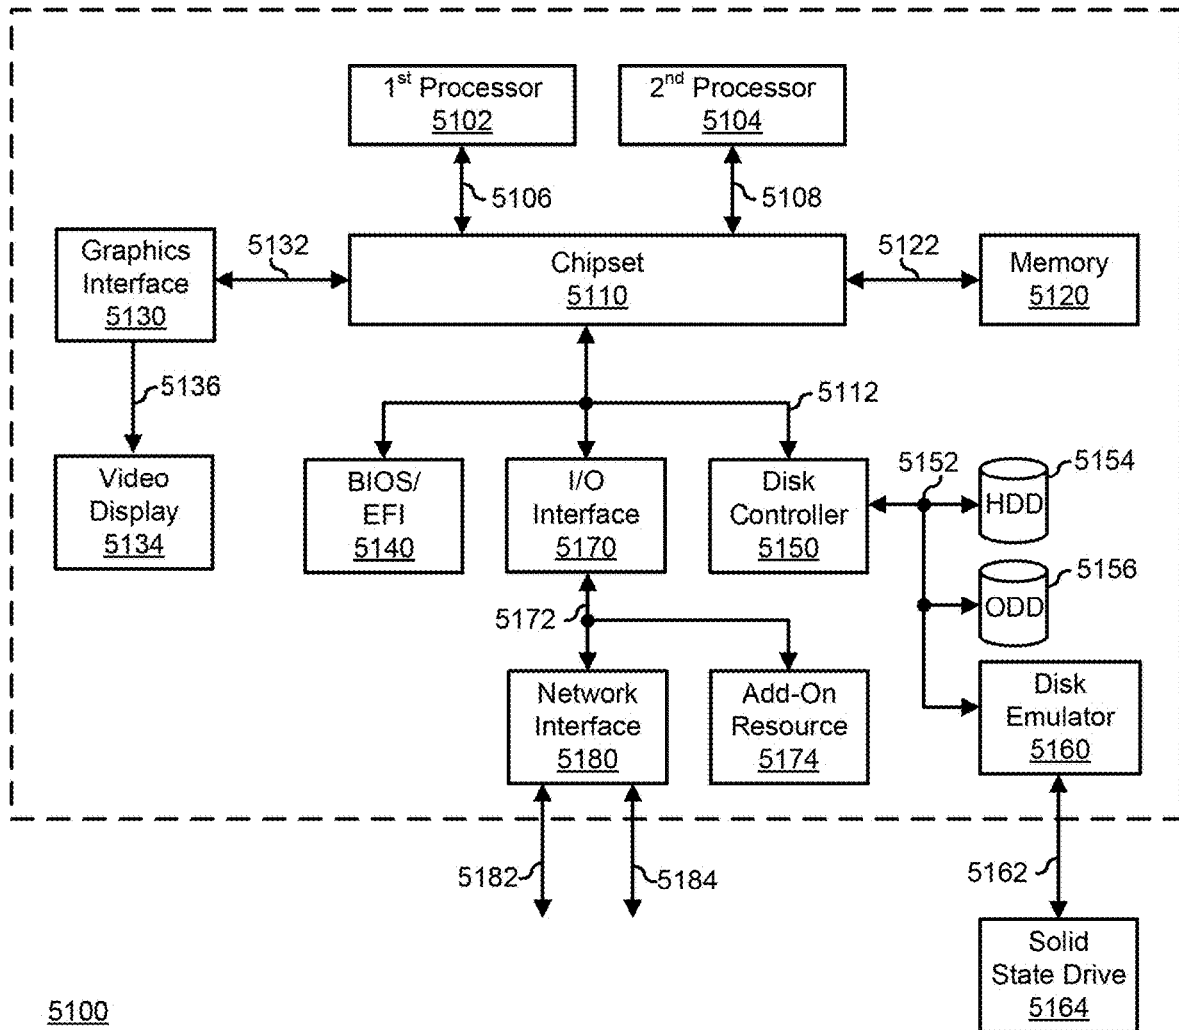 1st Processor
5102
2nd Processor
5104
5106
5108
Graphics
Interface
5130
5132
Chipset
5110
5122
Memory
5120
5136
5112
Video
Display
5134
BIOS/
EFI
5140
I/O
Interface
5170
Disk
Controller
5150
5152
HDD
5154
ODD
5156
5172
Network
Interface
5180
Add-On
Resource
5174
Disk
Emulator
5160
5182
5184
5162
Solid
State Drive
5164
5100